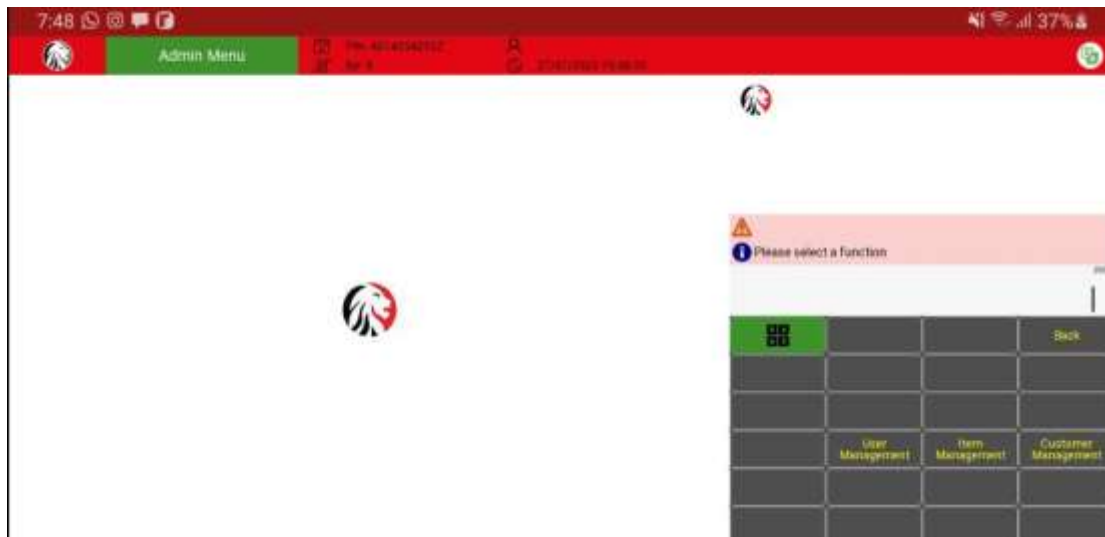 7:48
37%
Admin Menu
Please select a function
Back
User
Management
Item
Management
Customer
Management